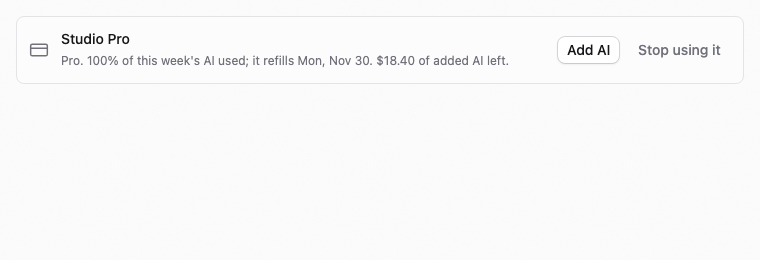 Studio Pro
Pro. 100% of this week's AI used; it refills Mon, Nov 30. $18.40 of added AI left.
Add AI
Stop using it